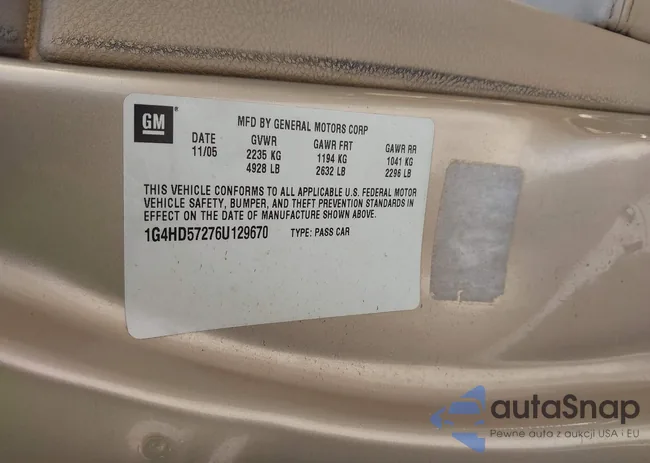 GM
MFD BY GENERAL MOTORS CORP
DATE GVWR GAWR FRT GAWR RR
11/05 2235 KG 1194 KG 1041 KG
4928 LB 2632 LB 2296 LB
THIS VEHICLE CONFORMS TO ALL APPLICABLE U.S. FEDERAL MOTOR
VEHICLE SAFETY, BUMPER, AND THEFT PREVENTION STANDARDS IN
EFFECT ON THE DATE OF MANUFACTURE SHOWN ABOVE.
1G4HD57276U129670 TYPE: PASS CAR
autaSnap
Pewne auta z aukcji USA i EU